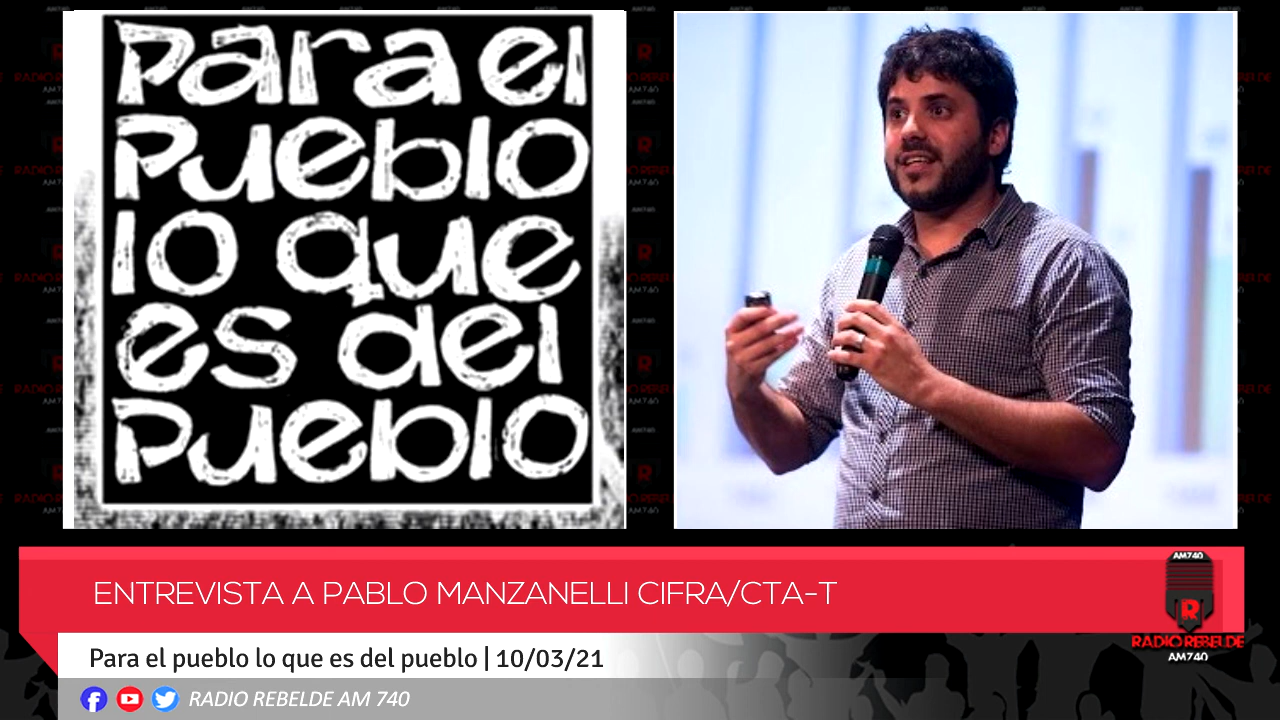 Para el
Pueblo
lo que
es del
Pueblo
ENTREVISTA A PABLO MANZANELLI CIFRA/CTA-T
AM740
R
RADIO REBELDE
AM740
Para el pueblo lo que es del pueblo | 10/03/21
RADIO REBELDE AM 740